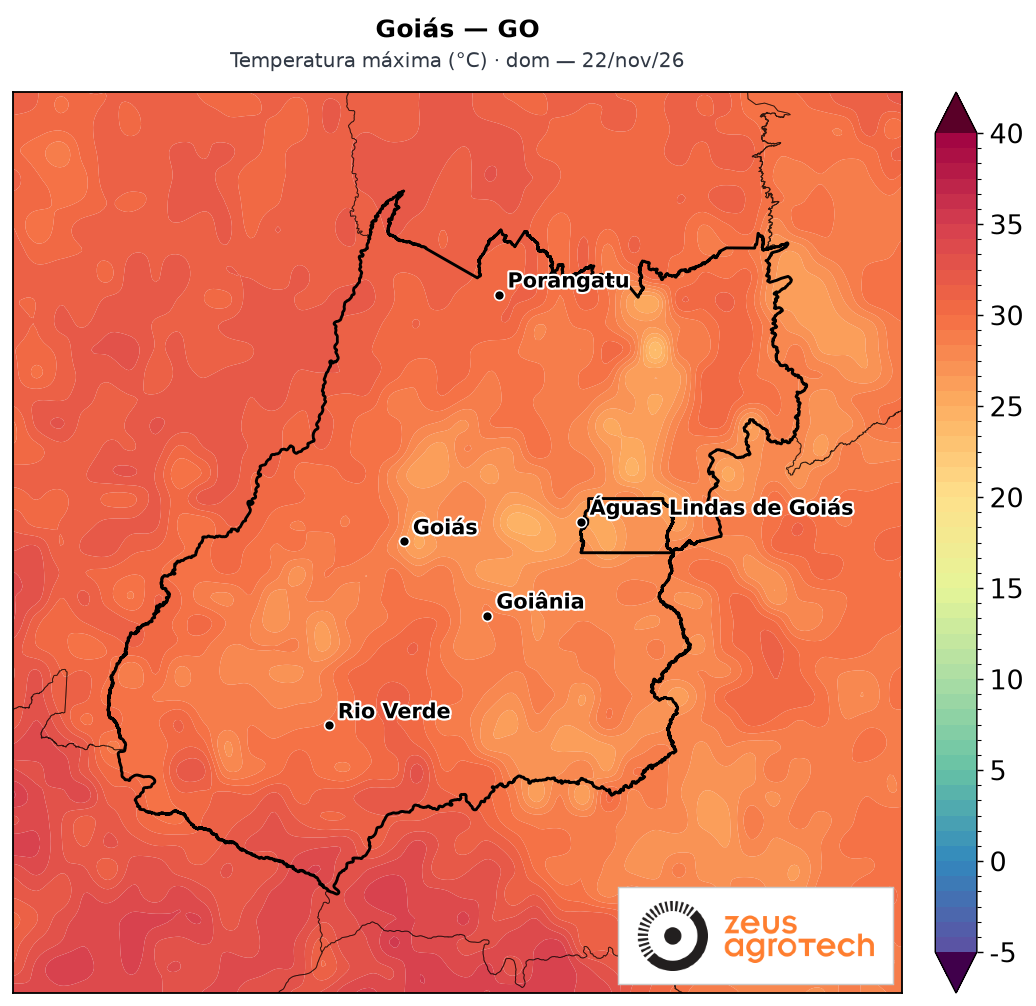 Goiás — GO
Temperatura máxima (°C) · dom — 22/nov/26
Porangatu
Águas Lindas de Goiás
Goiás
Goiânia
Rio Verde
40
35
30
25
20
15
10
5
0
-5
zeus
agrotech